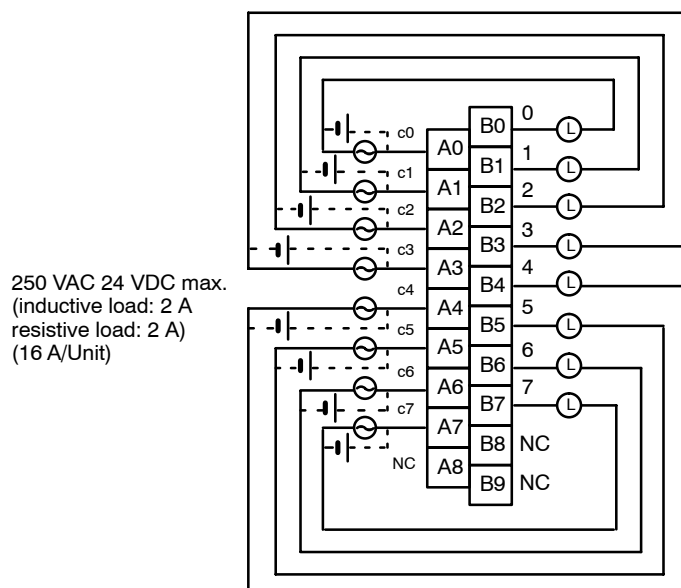 0
c0
B0
L
A0
1
c1
B1
L
A1
2
c2
B2
L
A2
3
c3
B3
L
A3
4
c4
B4
L
250 VAC 24 VDC max.
(inductive load: 2 A
resistive load: 2 A)
(16 A/Unit)
A4
5
c5
B5
L
A5
6
c6
B6
L
A6
7
c7
B7
L
A7
B8
NC
NC
A8
B9
NC